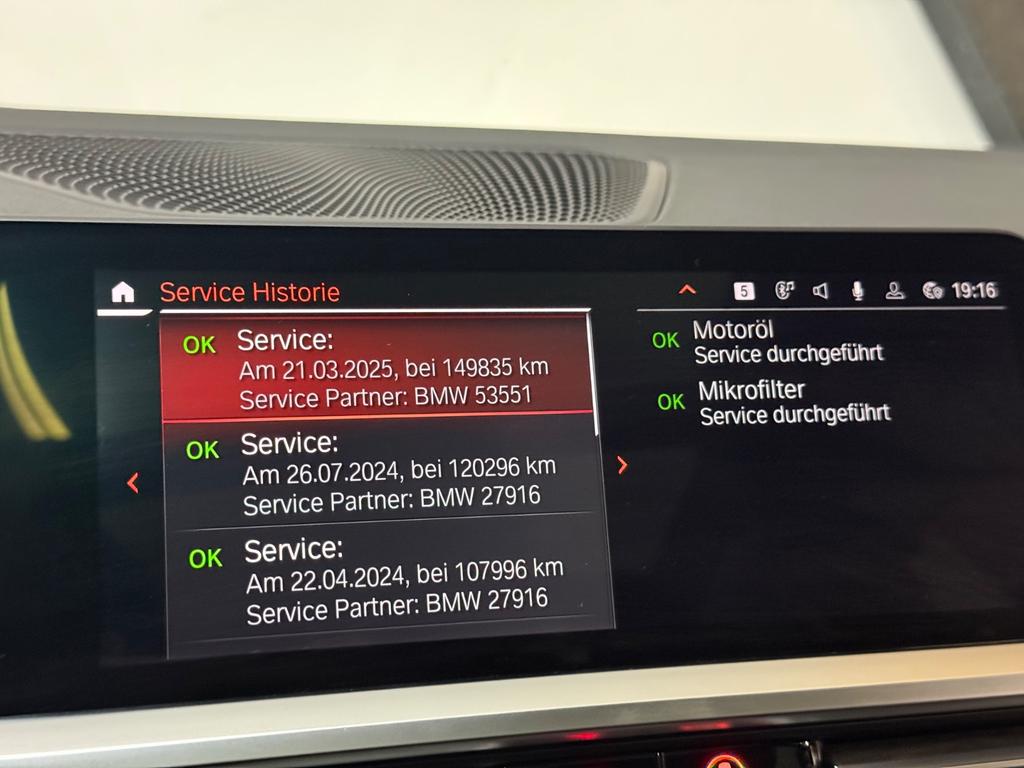 Service Historie
5
19:16
OK Service:
Am 21.03.2025, bei 149835 km
Service Partner: BMW 53551
OK Service:
Am 26.07.2024, bei 120296 km
Service Partner: BMW 27916
OK Service:
Am 22.04.2024, bei 107996 km
Service Partner: BMW 27916
OK Motoröl
Service durchgeführt
OK Mikrofilter
Service durchgeführt